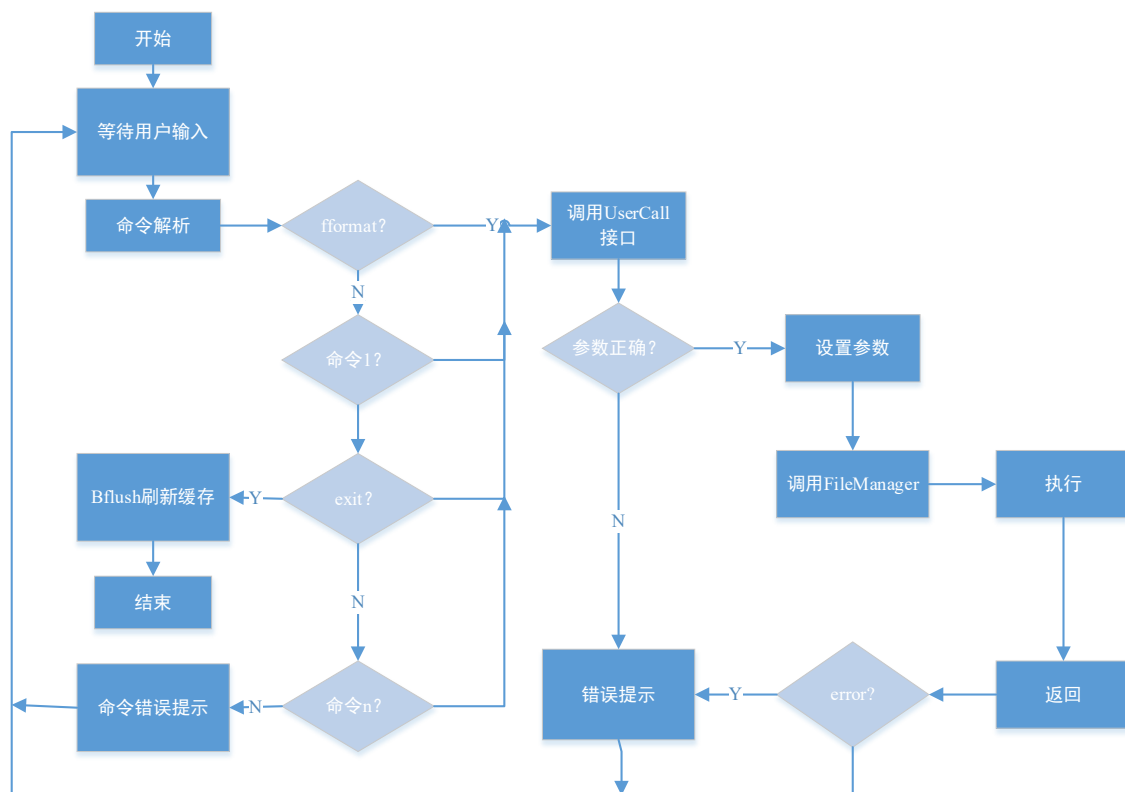 开始
等待用户输入
命令解析
fformat？
Y
调用UserCall
接口
N
命令1？
参数正确？
Y
设置参数
Bflush刷新缓存
Y
exit？
调用FileManager
执行
N
结束
N
命令错误提示
N
命令n？
错误提示
Y
error？
返回